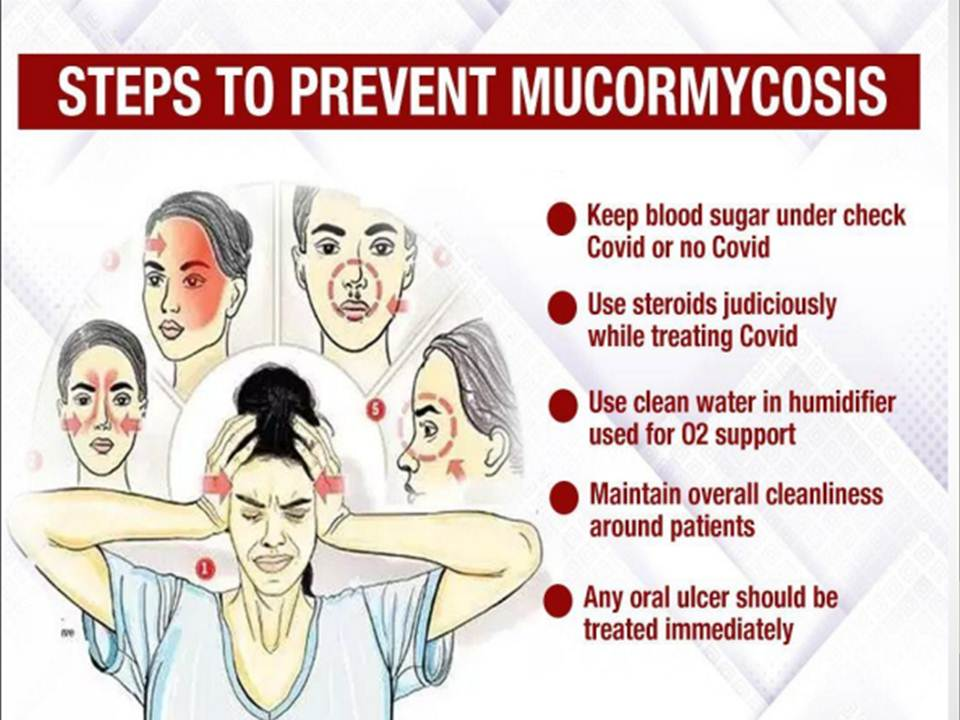 STEPS TO PREVENT MUCORMYCOSIS
Keep blood sugar under check
Covid or no Covid
Use steroids judiciously
while treating Covid
Use clean water in humidifier
used for O2 support
Maintain overall cleanliness
around patients
Any oral ulcer should be
treated immediately
5
1